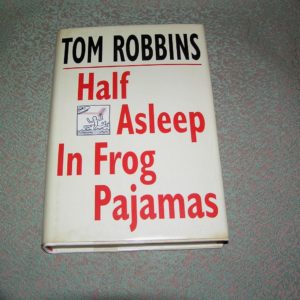 TOM ROBBINS
Half
Asleep
In Frog
Pajamas